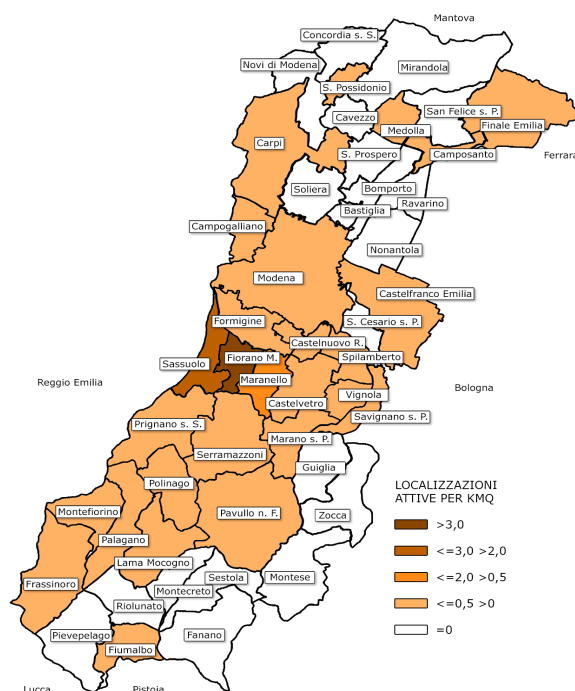 Mantova
Concordia s. S.
Novi di Modena
Mirandola
S. Possidonio
Cavezzo
San Felice s. P.
Medolla
Finale Emilia
Carpi
S. Prospero
Camposanto
Ferrara
Soliera
Bomporto
Ravarino
Bastiglia
Campogalliano
Nonantola
Modena
Castelfranco Emilia
Formigine
S. Cesario s. P.
Castelnuovo R.
Fiorano M.
Spilamberto
Sassuolo
Maranello
Reggio Emilia
Bologna
Vignola
Castelvetro
Savignano s. P.
Prignano s. S.
Marano s. P.
Serramazzoni
Guiglia
Polinago
LOCALIZZAZIONI
ATTIVE PER KMQ
Montefiorino
Pavullo n. F.
Zocca
>3,0
Palagano
<=3,0 >2,0
Lama Mocogno
Frassinoro
Sestola
Montese
<=2,0 >0,5
Montecreto
Riolunato
<=0,5 >0
Pievepelago
Fanano
=0
Fiumalbo
Lucca
Pistoia